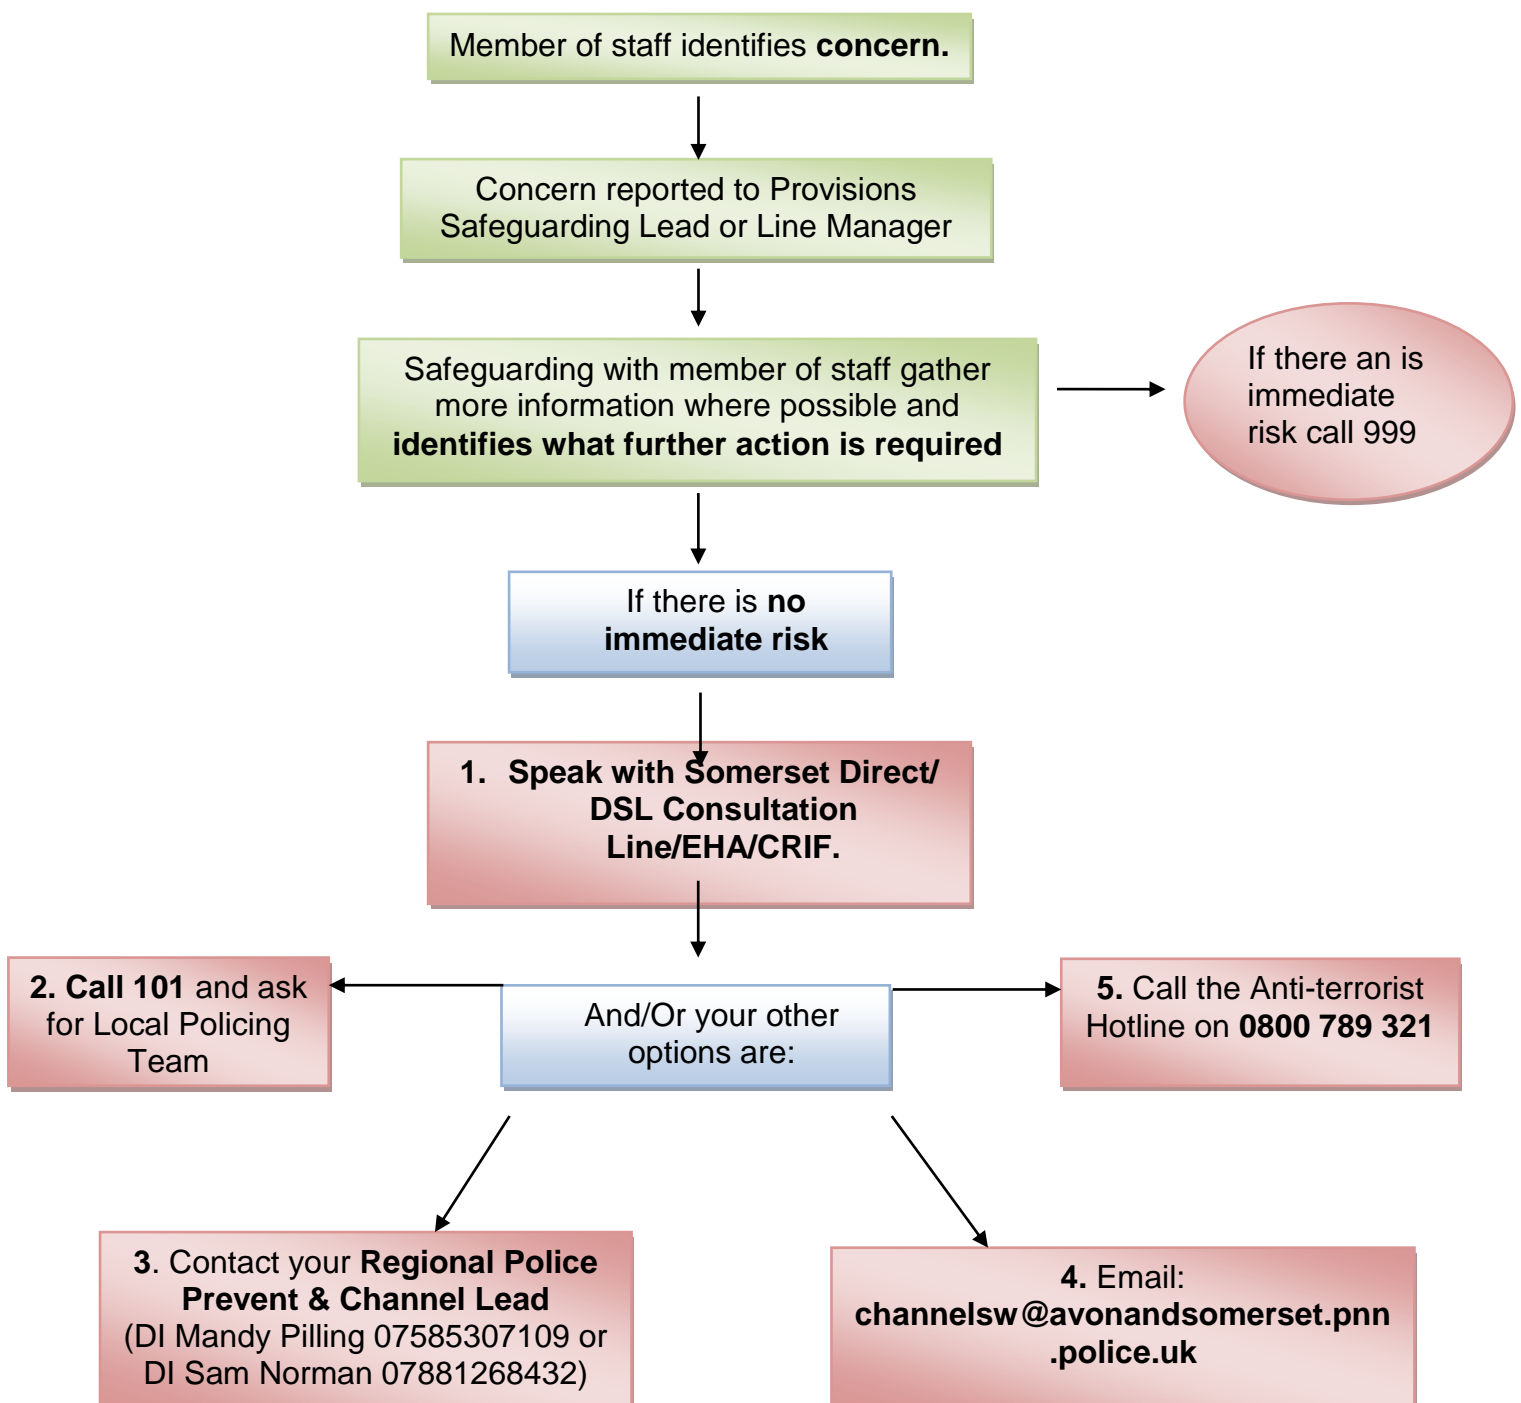 Member of staff identifies concern.
Concern reported to Provisions
Safeguarding Lead or Line Manager
Safeguarding with member of staff gather
more information where possible and
identifies what further action is required
If there an is
immediate
risk call 999
If there is no
immediate risk
1. Speak with Somerset Direct/
DSL Consultation
Line/EHA/CRIF.
2. Call 101 and ask
for Local Policing
Team
And/Or your other
options are:
5. Call the Anti-terrorist
Hotline on 0800 789 321
3. Contact your Regional Police
Prevent & Channel Lead
(DI Mandy Pilling 07585307109 or
DI Sam Norman 07881268432)
4. Email:
channelsw@avonandsomerset.pnn
.police.uk